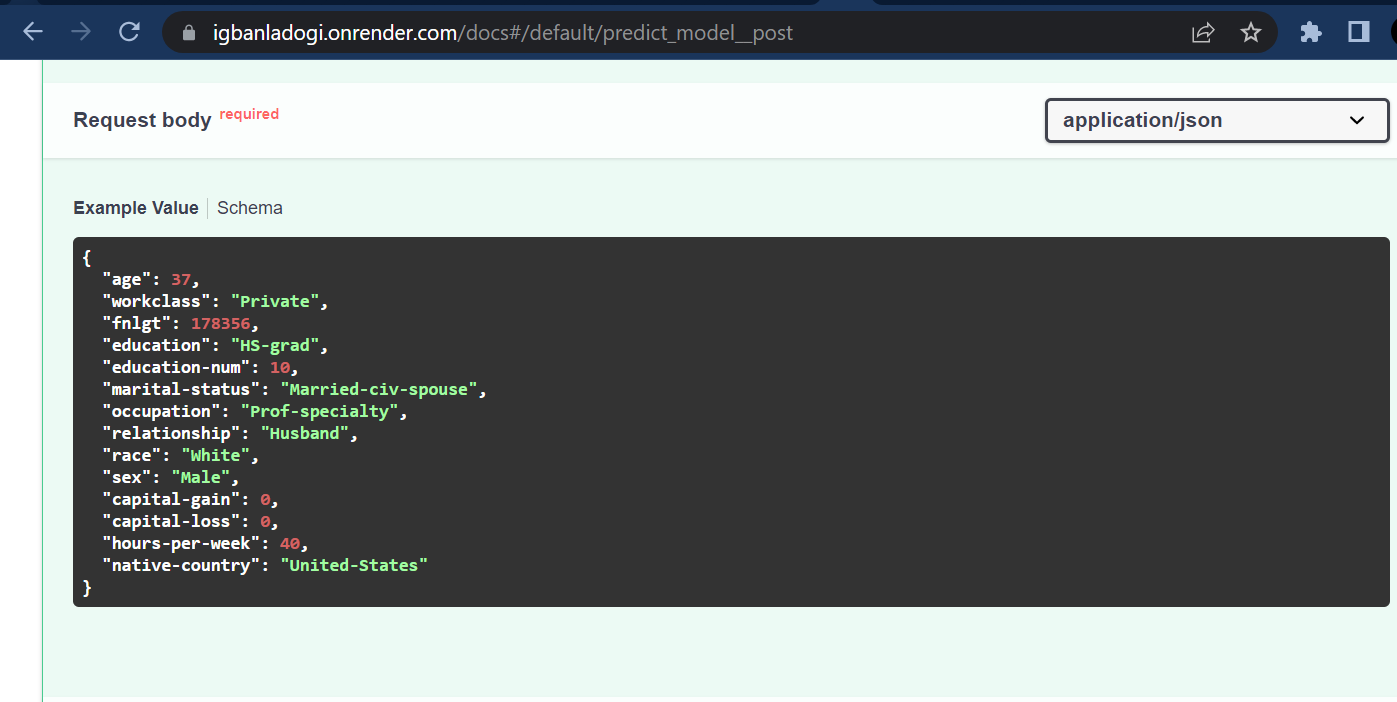 igbanladogi.onrender.com/docs#/default/predict_model__post
Request body required
application/json
Example Value Schema
{
"age": 37,
"workclass": "Private",
"fnlgt": 178356,
"education": "HS-grad",
"education-num": 10,
"marital-status": "Married-civ-spouse",
"occupation": "Prof-specialty",
"relationship": "Husband",
"race": "White",
"sex": "Male",
"capital-gain": 0,
"capital-loss": 0,
"hours-per-week": 40,
"native-country": "United-States"
}